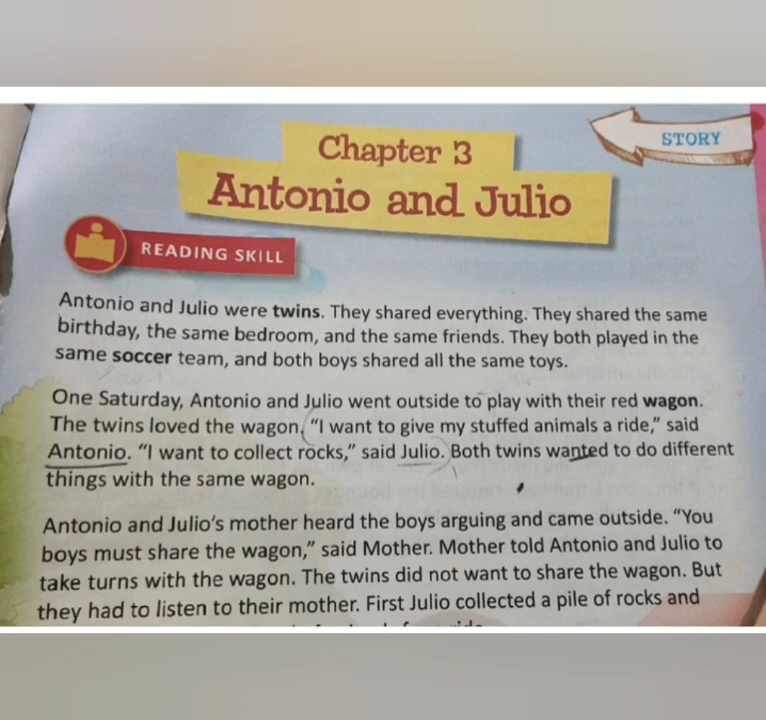 STORY
Chapter 3
Antonio and Julio
READING SKILL
Antonio and Julio were twins. They shared everything. They shared the same
birthday, the same bedroom, and the same friends. They both played in the
same soccer team, and both boys shared all the same toys.
One Saturday, Antonio and Julio went outside to play with their red wagon.
The twins loved the wagon. “I want to give my stuffed animals a ride,” said
Antonio. “I want to collect rocks,” said Julio. Both twins wanted to do different
things with the same wagon.
Antonio and Julio’s mother heard the boys arguing and came outside. “You
boys must share the wagon,” said Mother. Mother told Antonio and Julio to
take turns with the wagon. The twins did not want to share the wagon. But
they had to listen to their mother. First Julio collected a pile of rocks and